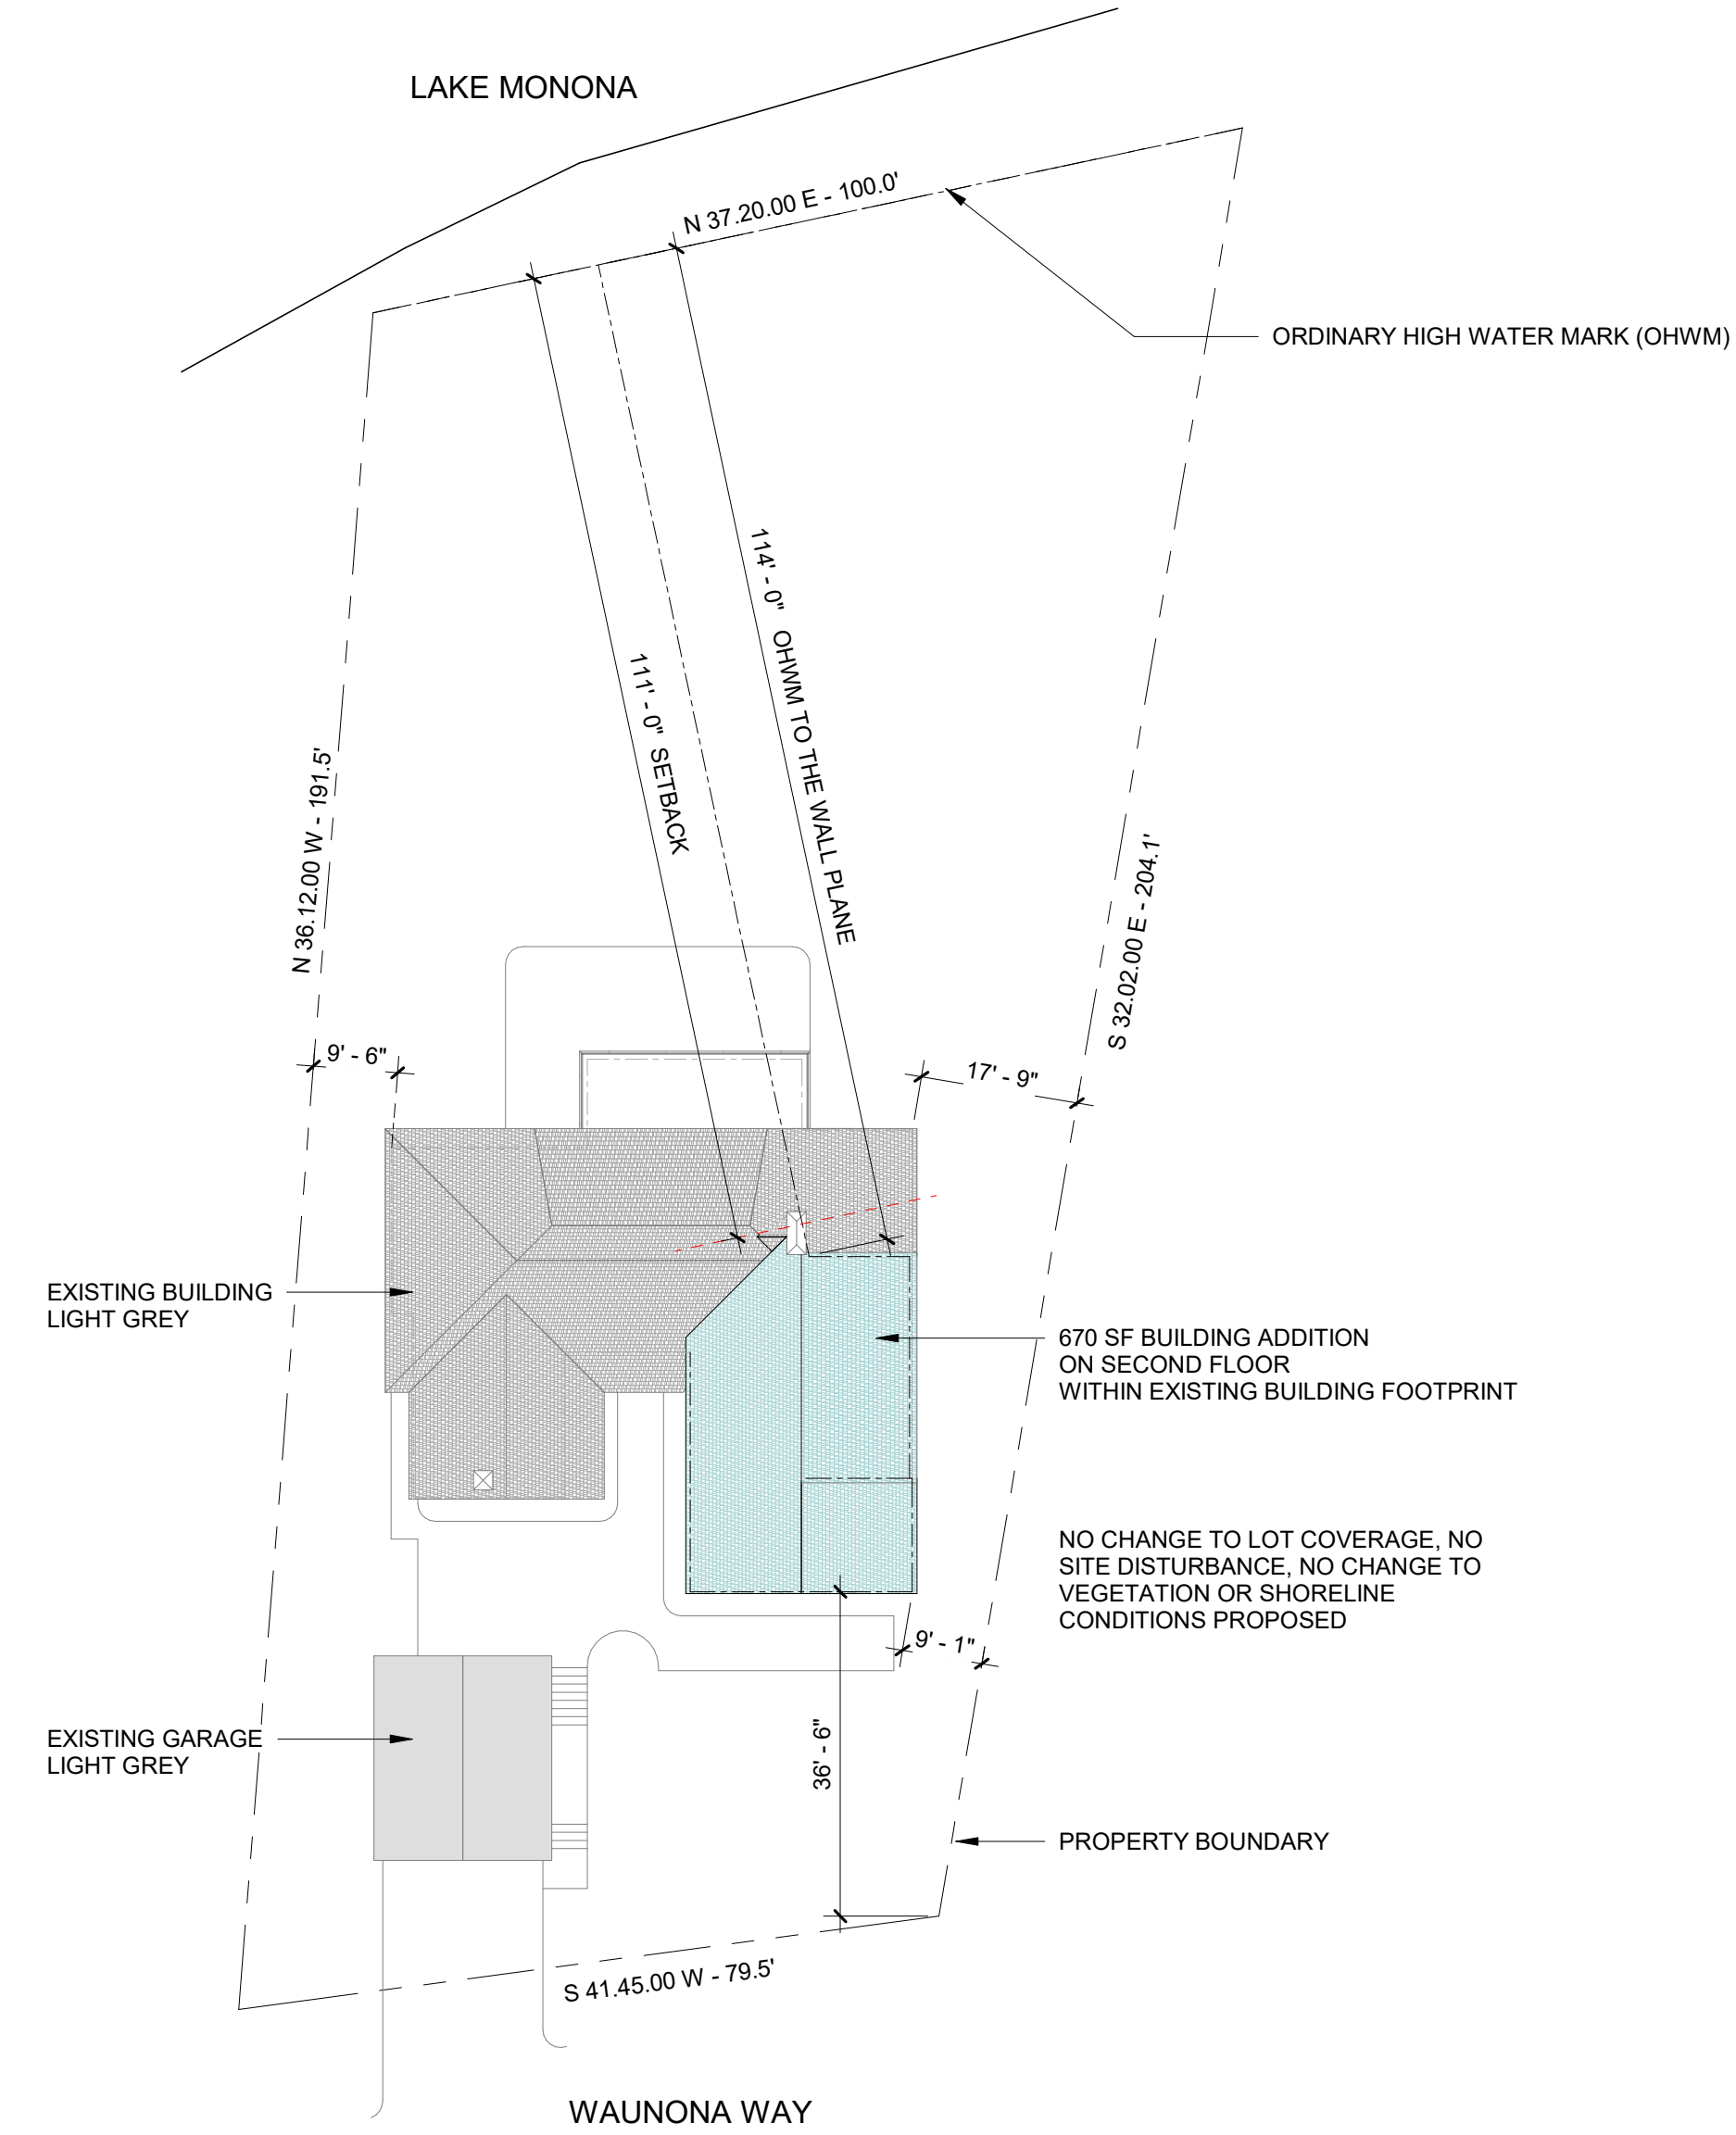 LAKE MONONA
N 37.20.00 E - 100.0'
ORDINARY HIGH WATER MARK (OHWM)
114' - 0" OHWM TO THE WALL PLANE
111' - 0" SETBACK
N 36.12.00 W - 191.5'
S 32.02.00 E - 204.1'
9' - 6"
17' - 9"
EXISTING BUILDING
LIGHT GREY
670 SF BUILDING ADDITION
ON SECOND FLOOR
WITHIN EXISTING BUILDING FOOTPRINT
NO CHANGE TO LOT COVERAGE, NO
SITE DISTURBANCE, NO CHANGE TO
VEGETATION OR SHORELINE
CONDITIONS PROPOSED
9' - 1"
EXISTING GARAGE
LIGHT GREY
36' - 6"
PROPERTY BOUNDARY
S 41.45.00 W - 79.5'
WAUNONA WAY